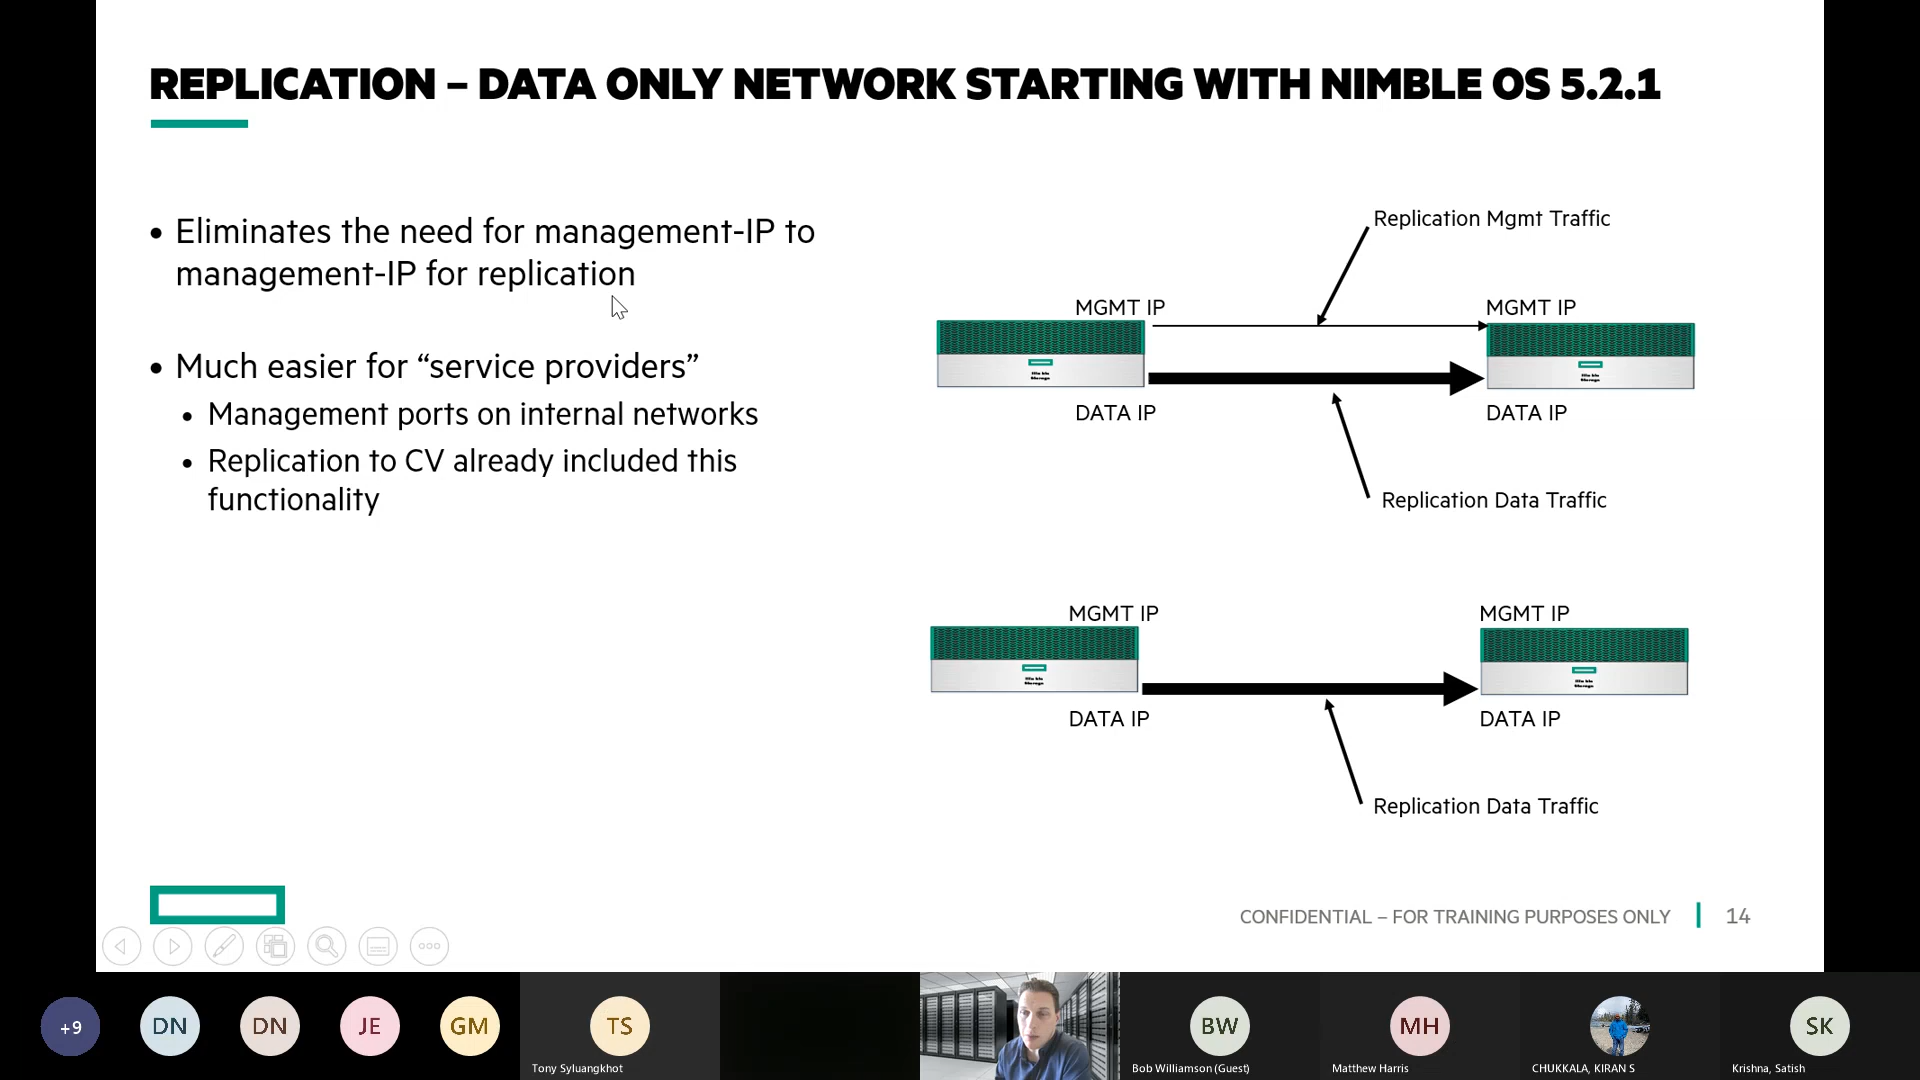 REPLICATION – DATA ONLY NETWORK STARTING WITH NIMBLE OS 5.2.1
• Eliminates the need for management-IP to
management-IP for replication
• Much easier for “service providers”
• Management ports on internal networks
• Replication to CV already included this
functionality
Replication Mgmt Traffic
MGMT IP
MGMT IP
DATA IP
DATA IP
Replication Data Traffic
MGMT IP
MGMT IP
DATA IP
DATA IP
Replication Data Traffic
CONFIDENTIAL – FOR TRAINING PURPOSES ONLY
14
+9
DN
DN
JE
GM
TS
BW
MH
SK
Tony Syluangkhot
Bob Williamson (Guest)
Matthew Harris
CHUKKALA, KIRAN S
Krishna, Satish